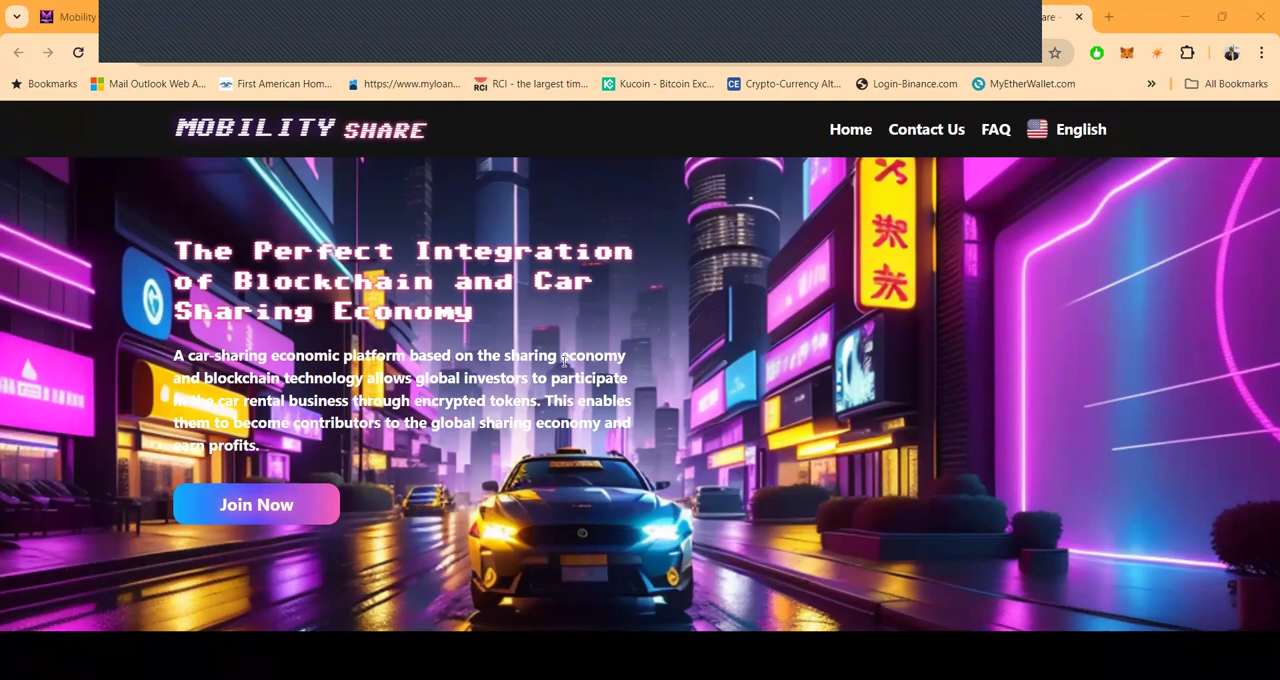 Mobility
are
Bookmarks
Mail Outlook Web A...
First American Hom...
https://www.myloan...
RCI - the largest tim...
Kucoin - Bitcoin Exc...
Crypto-Currency Alt...
Login-Binance.com
MyEtherWallet.com
All Bookmarks
MOBILITY SHARE
Home
Contact Us
FAQ
English
The Perfect Integration
of Blockchain and Car
Sharing Economy
A car-sharing economic platform based on the sharing economy
and blockchain technology allows global investors to participate
in the car rental business through encrypted tokens. This enables
them to become contributors to the global sharing economy and
earn profits.
Join Now